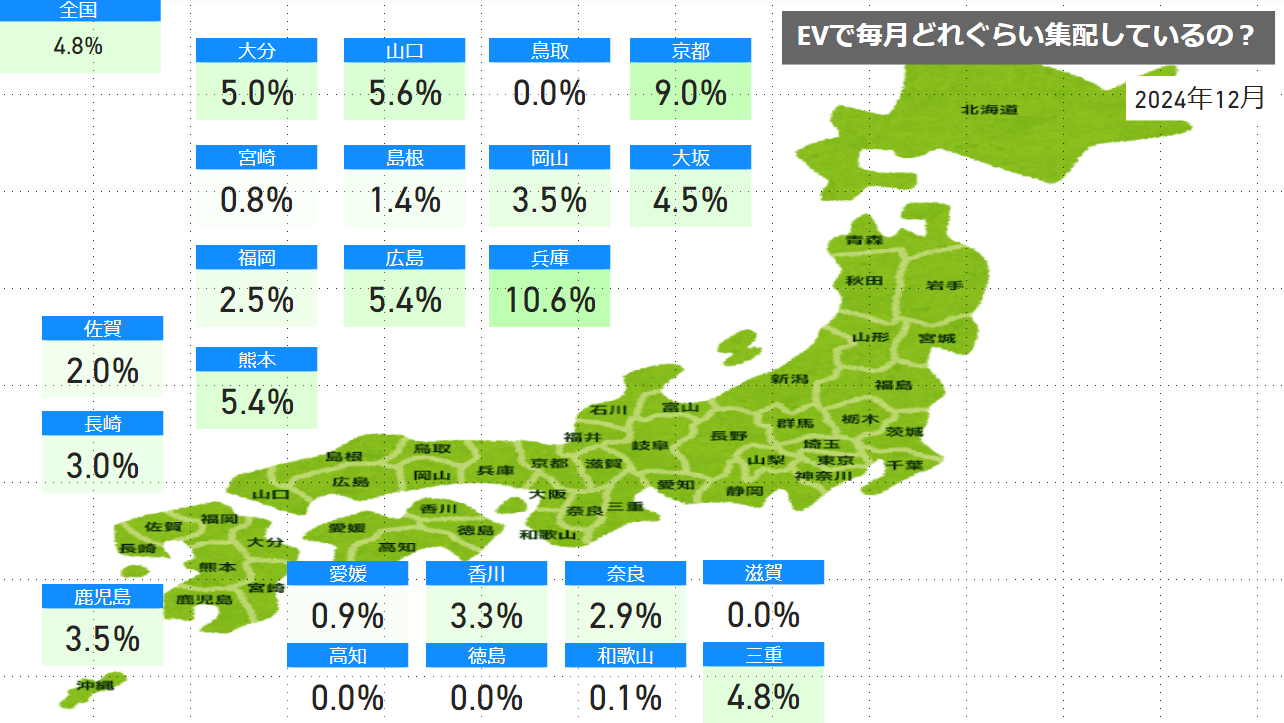 全国
4.8%
EVで毎月どれぐらい集配しているの？
2024年12月
大分
5.0%
山口
5.6%
鳥取
0.0%
京都
9.0%
宮崎
0.8%
島根
1.4%
岡山
3.5%
大坂
4.5%
福岡
2.5%
広島
5.4%
兵庫
10.6%
佐賀
2.0%
熊本
5.4%
長崎
3.0%
北海道
青森
秋田
岩手
山形
宮城
新潟
福島
石川
富山
群馬
栃木
茨城
福井
岐阜
長野
埼玉
山梨
東京
千葉
神奈川
島根
鳥取
岡山
兵庫
京都
滋賀
愛知
静岡
山口
広島
大阪
奈良
三重
和歌山
香川
愛媛
徳島
高知
佐賀
福岡
長崎
大分
熊本
宮崎
鹿児島
沖縄
鹿児島
3.5%
愛媛
0.9%
香川
3.3%
奈良
2.9%
滋賀
0.0%
高知
0.0%
徳島
0.0%
和歌山
0.1%
三重
4.8%